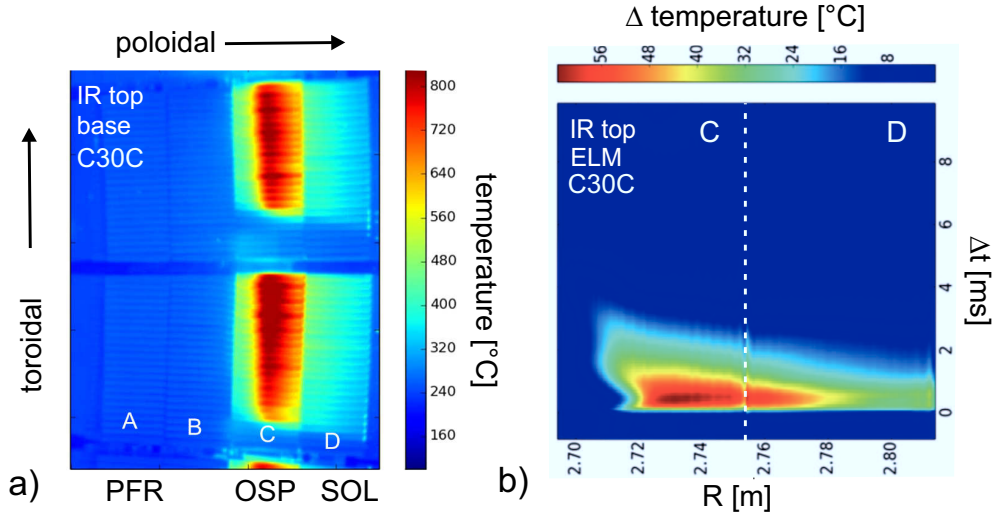 poloidal
toroidal
IR top
base
C30C
A
B
C
D
PFR
OSP
SOL
a)
800
720
640
560
480
400
320
240
160
temperature [°C]
Δ temperature [°C]
56
48
40
32
24
16
8
IR top
ELM
C30C
C
D
8
6
4
2
0
Δt [ms]
2.70
2.72
2.74
2.76
2.78
2.80
R [m]
b)